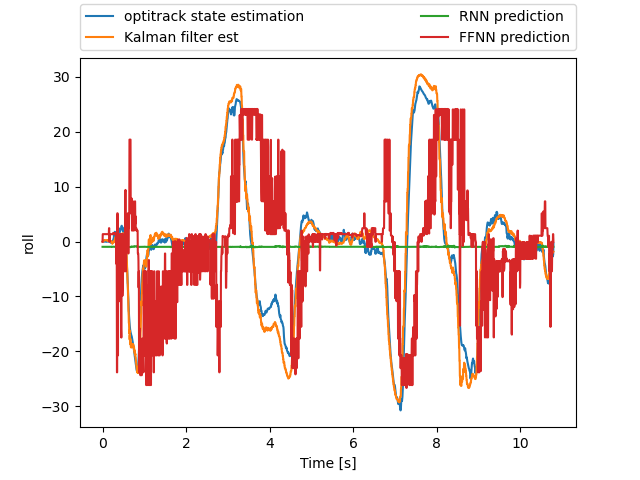 optitrack state estimation
Kalman filter est
RNN prediction
FFNN prediction
30
20
10
0
−10
−20
−30
roll
0 2 4 6 8 10
Time [s]